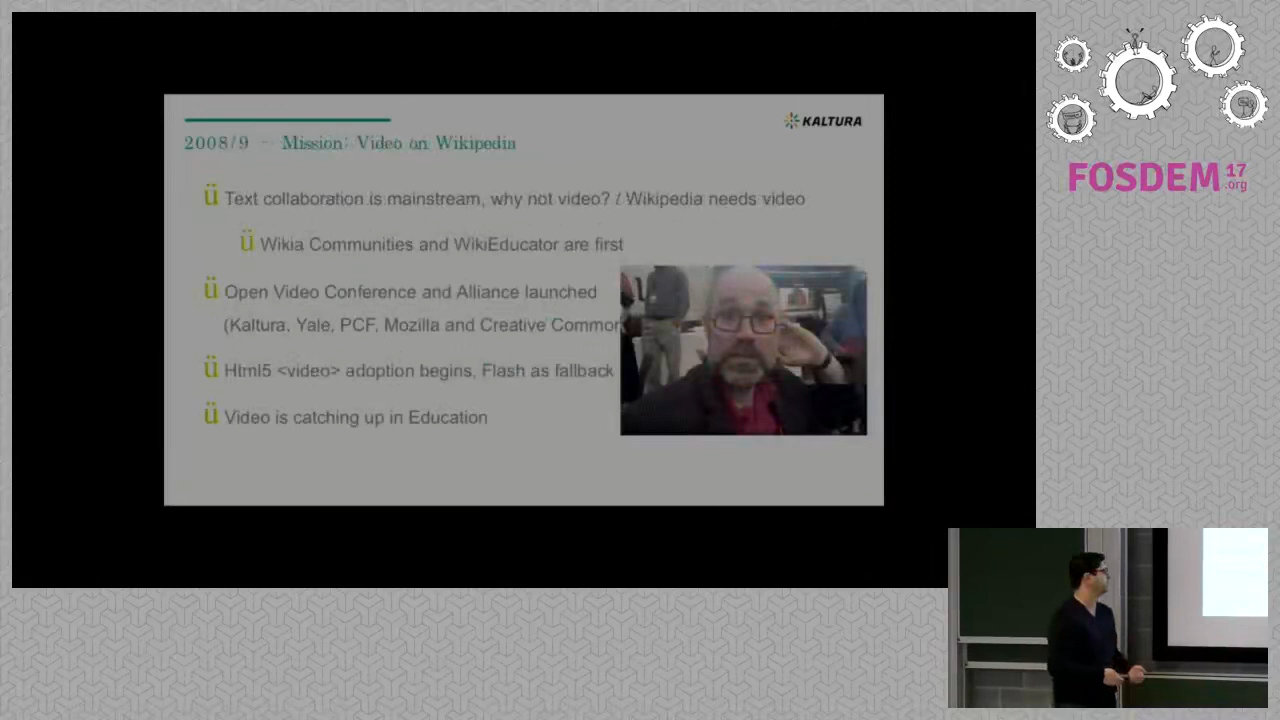 KALTURA
2008/9 – Mission: Video on Wikipedia
ü Text collaboration is mainstream, why not video? / Wikipedia needs video
ü Wikia Communities and WikiEducator are first
ü Open Video Conference and Alliance launched
(Kaltura, Yale, PCF, Mozilla and Creative Common
ü Html5 <video> adoption begins, Flash as fallback
ü Video is catching up in Education
FOSDEM 17
.org